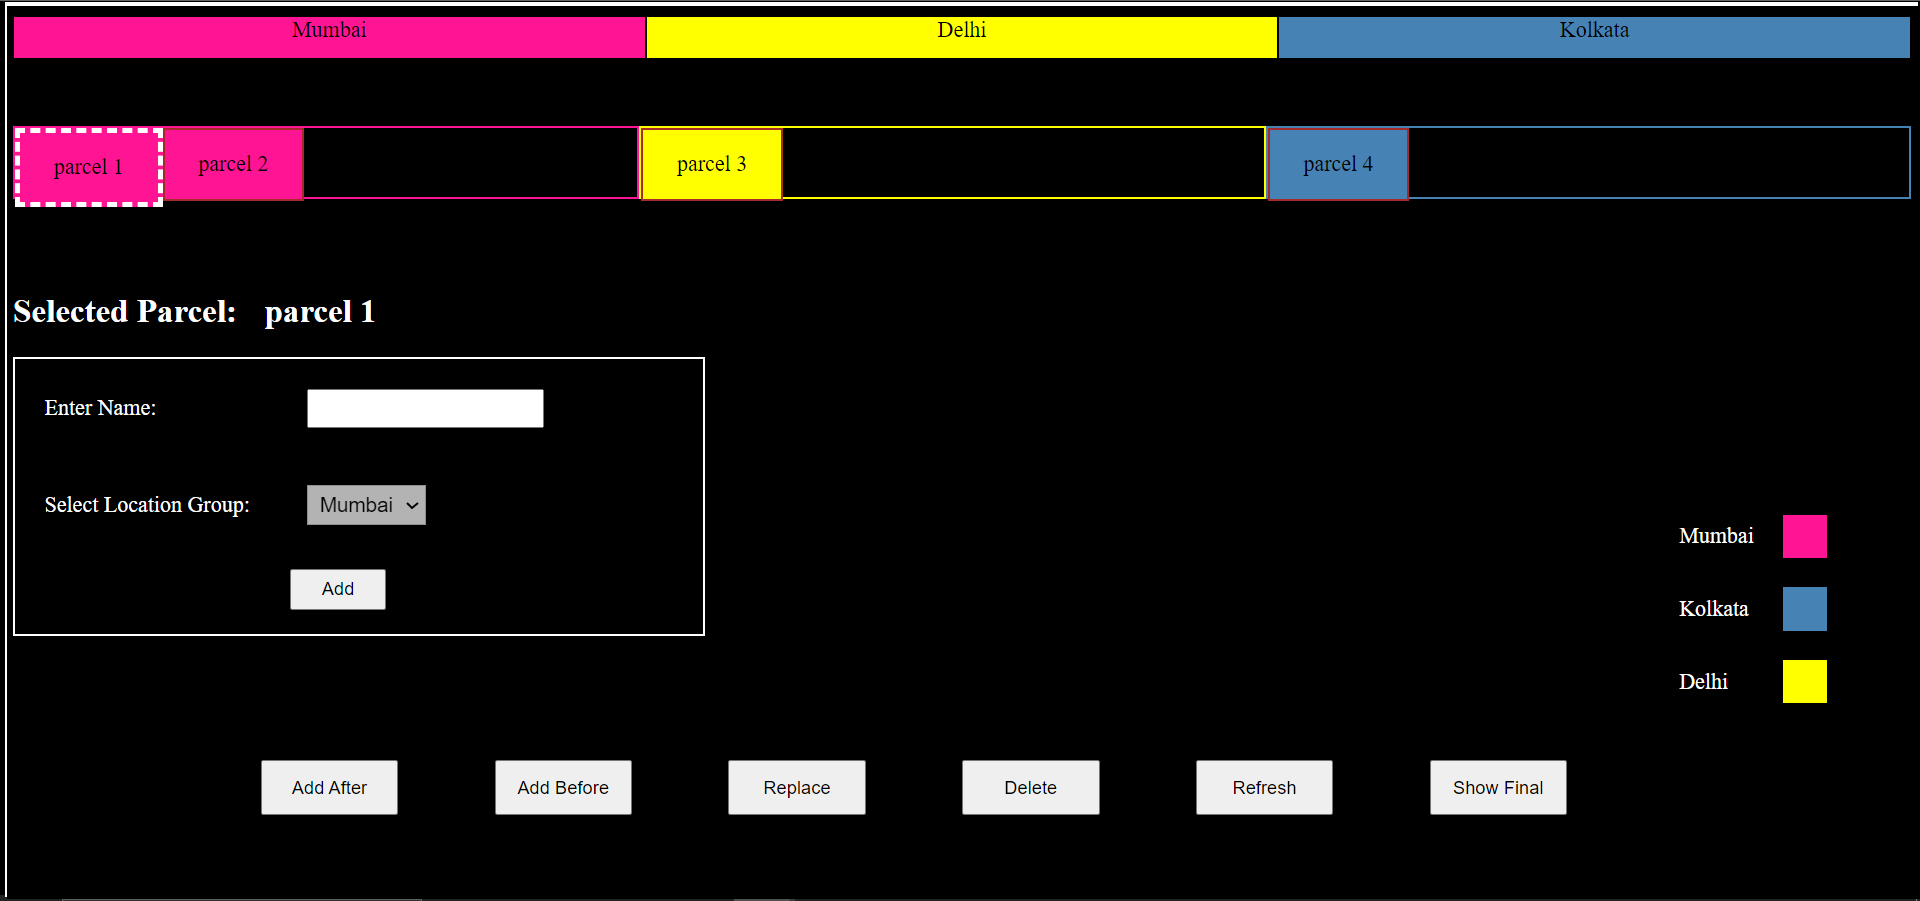 Mumbai Delhi Kolkata
parcel 1 parcel 2 parcel 3 parcel 4
Selected Parcel: parcel 1
Enter Name:
Select Location Group: Mumbai
Add
Mumbai
Kolkata
Delhi
Add After Add Before Replace Delete Refresh Show Final